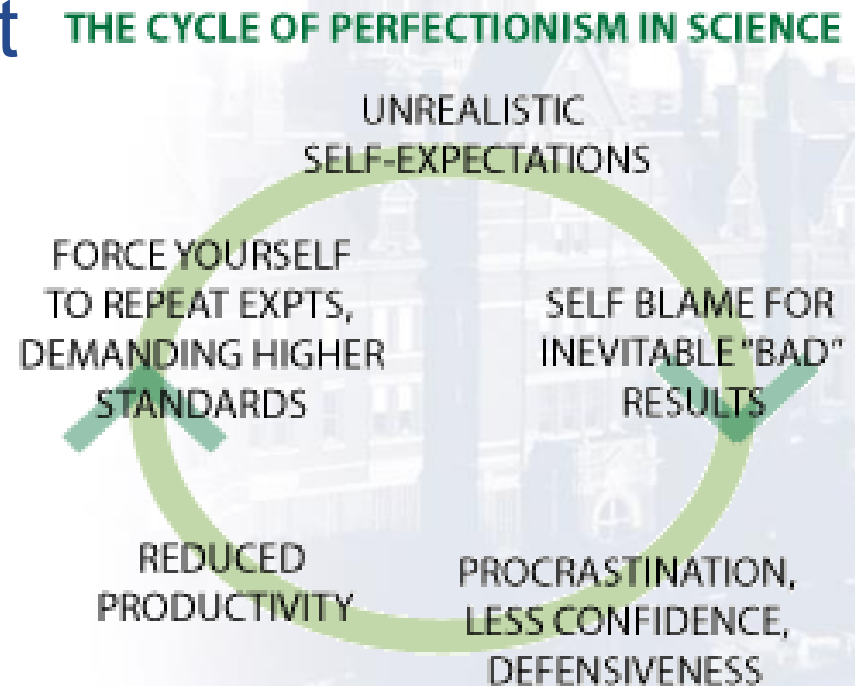 t
THE CYCLE OF PERFECTIONISM IN SCIENCE
UNREALISTIC
SELF-EXPECTATIONS
SELF BLAME FOR
INEVITABLE "BAD"
RESULTS
PROCRASTINATION,
LESS CONFIDENCE,
DEFENSIVENESS
REDUCED
PRODUCTIVITY
FORCE YOURSELF
TO REPEAT EXPTS,
DEMANDING HIGHER
STANDARDS